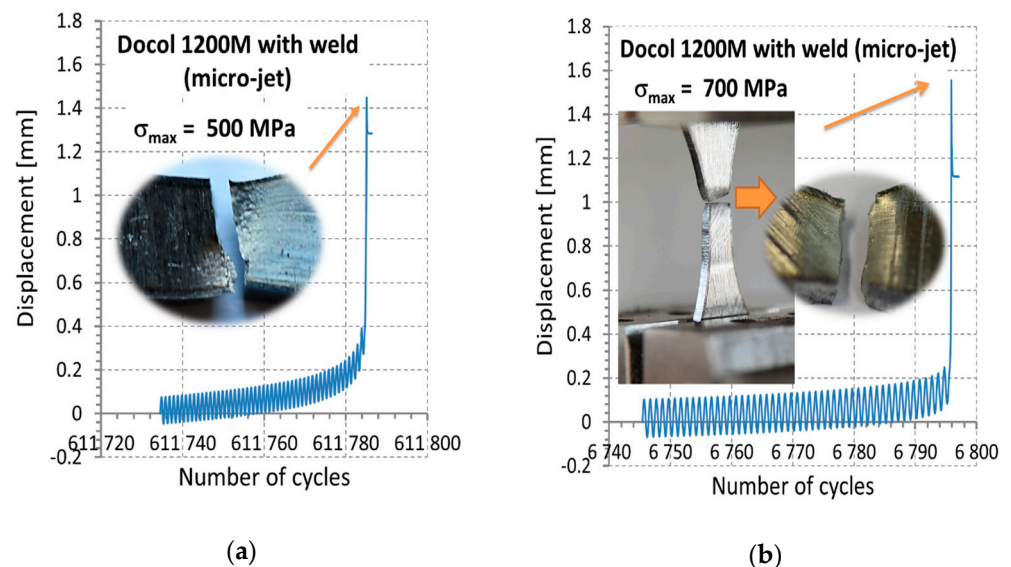 1.8
1.6
1.4
1.2
1
0.8
0.6
0.4
0.2
0
-0.2
Displacement [mm]
Docol 1200M with weld
(micro-jet)
σmax = 500 MPa
611 720 611 740 611 760 611 780 611 800
Number of cycles
(a)
1.8
1.6
1.4
1.2
1
0.8
0.6
0.4
0.2
0
-0.2
Displacement [mm]
Docol 1200M with weld (micro-jet)
σmax = 700 MPa
6 740 6 750 6 760 6 770 6 780 6 790 6 800
Number of cycles
(b)